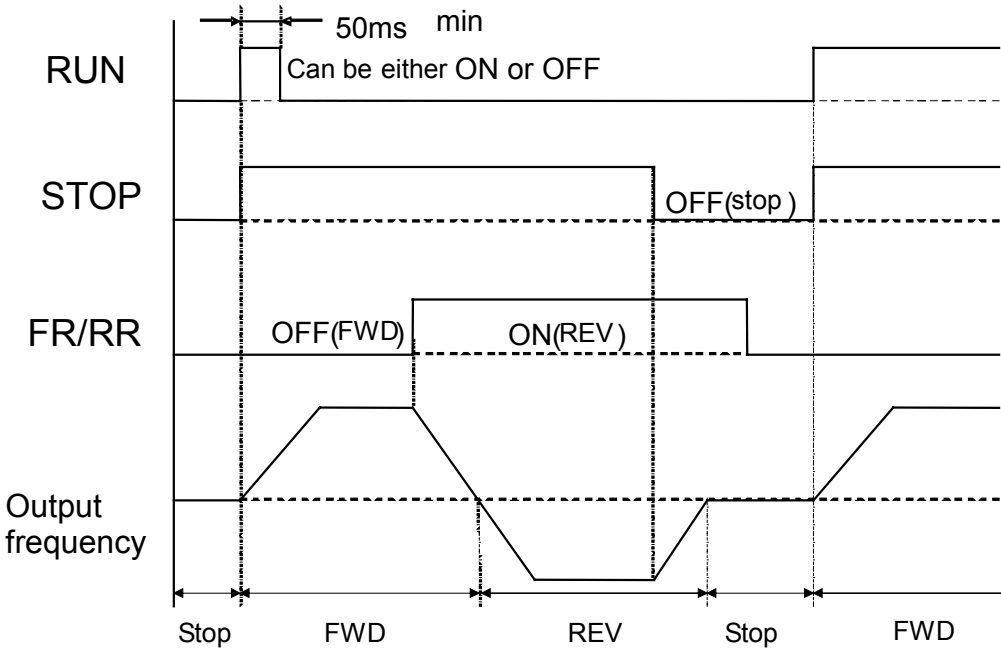 50ms min
RUN
Can be either ON or OFF
STOP
OFF(stop )
FR/RR
OFF(FWD)
ON(REV )
Output
frequency
Stop
FWD
REV
Stop
FWD